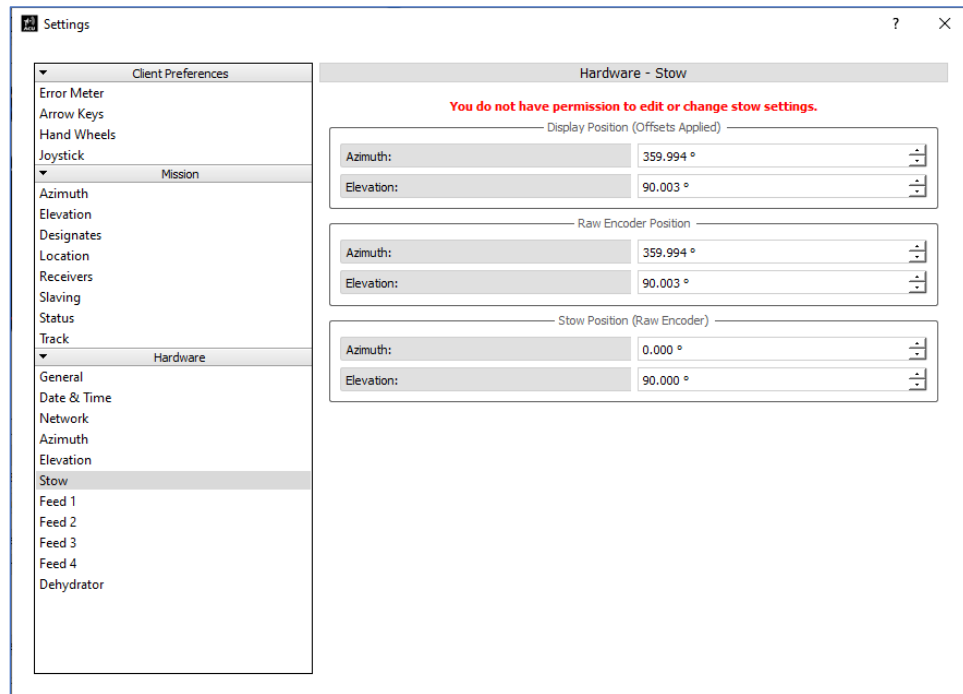 Settings
?
Client Preferences
Error Meter
Arrow Keys
Hand Wheels
Joystick
Mission
Azimuth
Elevation
Designates
Location
Receivers
Slaving
Status
Track
Hardware
General
Date & Time
Network
Azimuth
Elevation
Stow
Feed 1
Feed 2
Feed 3
Feed 4
Dehydrator
Hardware - Stow
You do not have permission to edit or change stow settings.
Display Position (Offsets Applied)
Azimuth: 359.994 °
Elevation: 90.003 °
Raw Encoder Position
Azimuth: 359.994 °
Elevation: 90.003 °
Stow Position (Raw Encoder)
Azimuth: 0.000 °
Elevation: 90.000 °